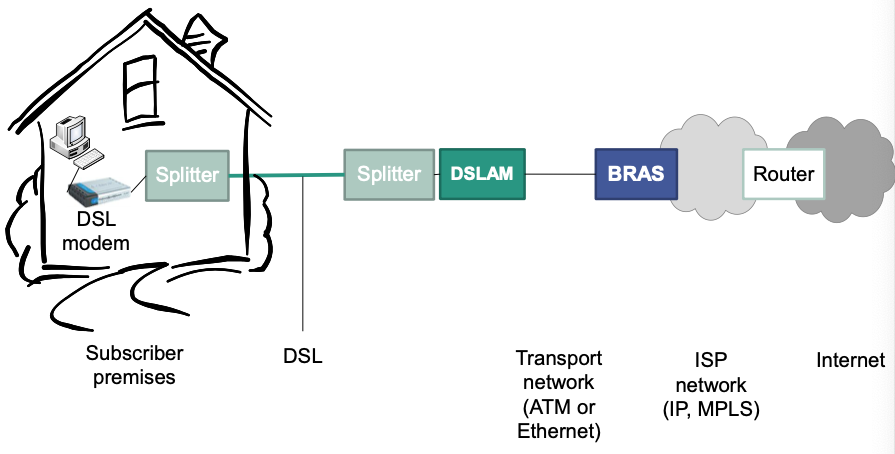 Splitter
Splitter
DSLAM
BRAS
Router
DSL
modem
Subscriber
premises
DSL
Transport
network
(ATM or
Ethernet)
ISP
network
(IP, MPLS)
Internet